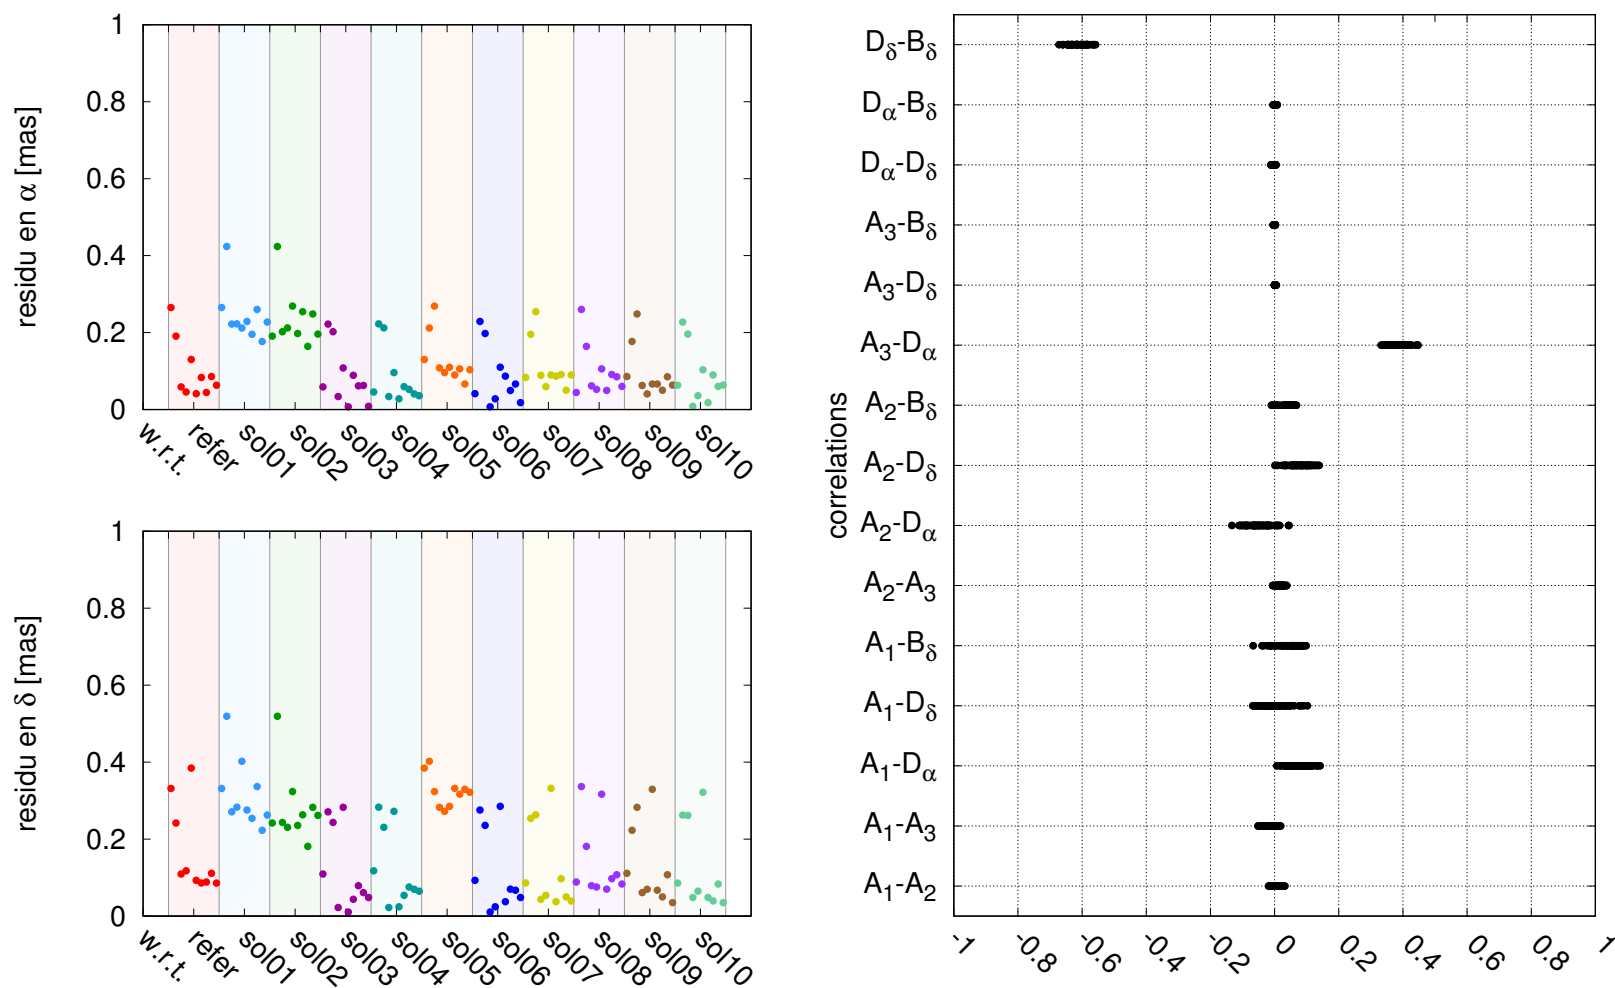 residu en α [mas]
1
0.8
0.6
0.4
0.2
0
w.r.t.
refer
sol01
sol02
sol03
sol04
sol05
sol06
sol07
sol08
sol09
sol10
residu en δ [mas]
1
0.8
0.6
0.4
0.2
0
w.r.t.
refer
sol01
sol02
sol03
sol04
sol05
sol06
sol07
sol08
sol09
sol10
correlations
Dδ-Bδ
Dα-Bδ
Dα-Dδ
A3-Bδ
A3-Dδ
A3-Dα
A2-Bδ
A2-Dδ
A2-Dα
A2-A3
A1-Bδ
A1-Dδ
A1-Dα
A1-A3
A1-A2
-1
-0.8
-0.6
-0.4
-0.2
0
0.2
0.4
0.6
0.8
1